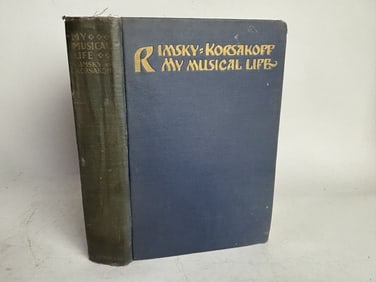 MY
MUSICAL
LIFE
RIMSKY-
KORSAKOFF
RIMSKY=KORSAKOFF
MY MUSICAL LIFE